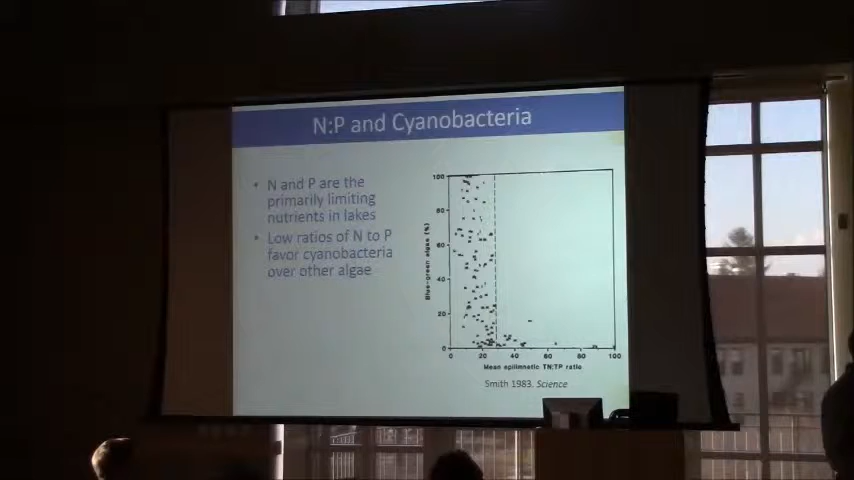 N:P and Cyanobacteria
• N and P are the
primarily limiting
nutrients in lakes
• Low ratios of N to P
favor cyanobacteria
over other algae
100
80
60
40
20
0
Blue-green algae (%)
0 20 40 60 80 100
Mean epilimnetic TN:TP ratio
Smith 1983. Science